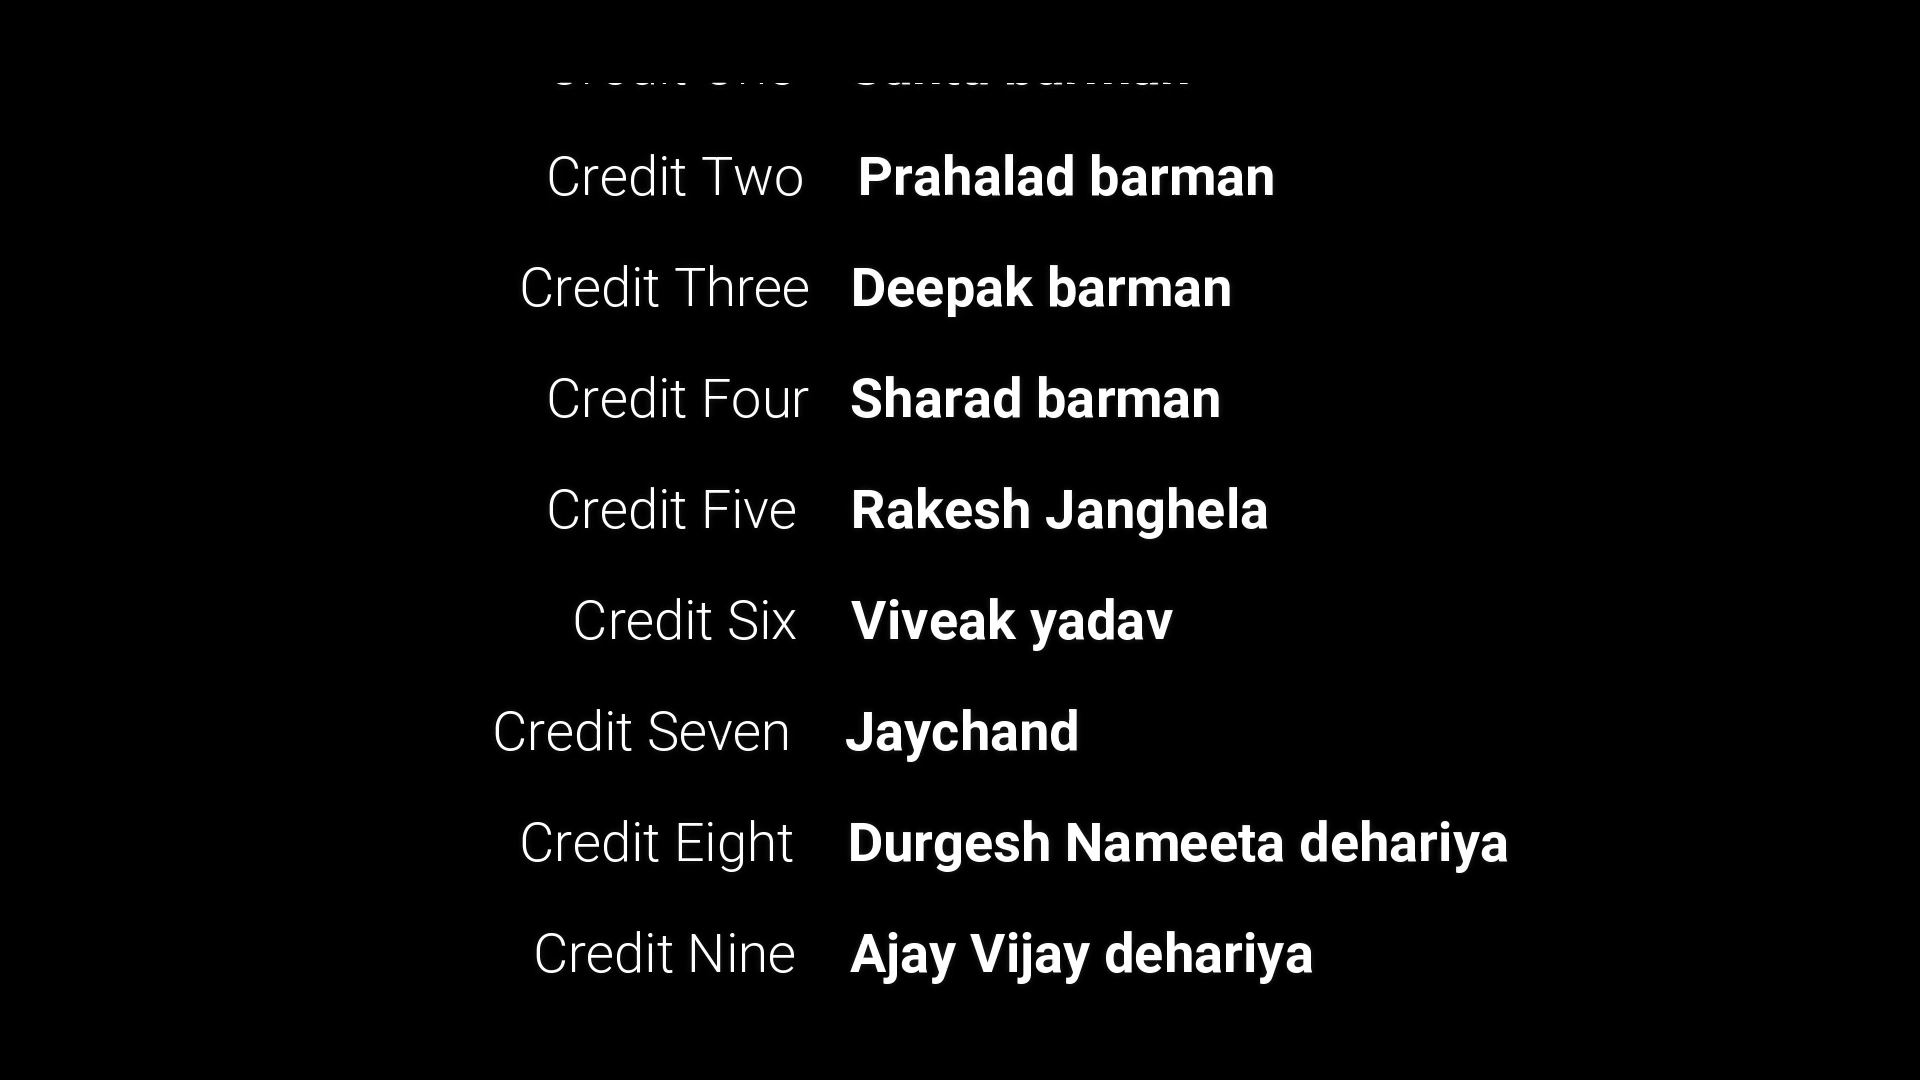 Credit Two Prahalad barman
Credit Three Deepak barman
Credit Four Sharad barman
Credit Five Rakesh Janghela
Credit Six Viveak yadav
Credit Seven Jaychand
Credit Eight Durgesh Nameeta dehariya
Credit Nine Ajay Vijay dehariya